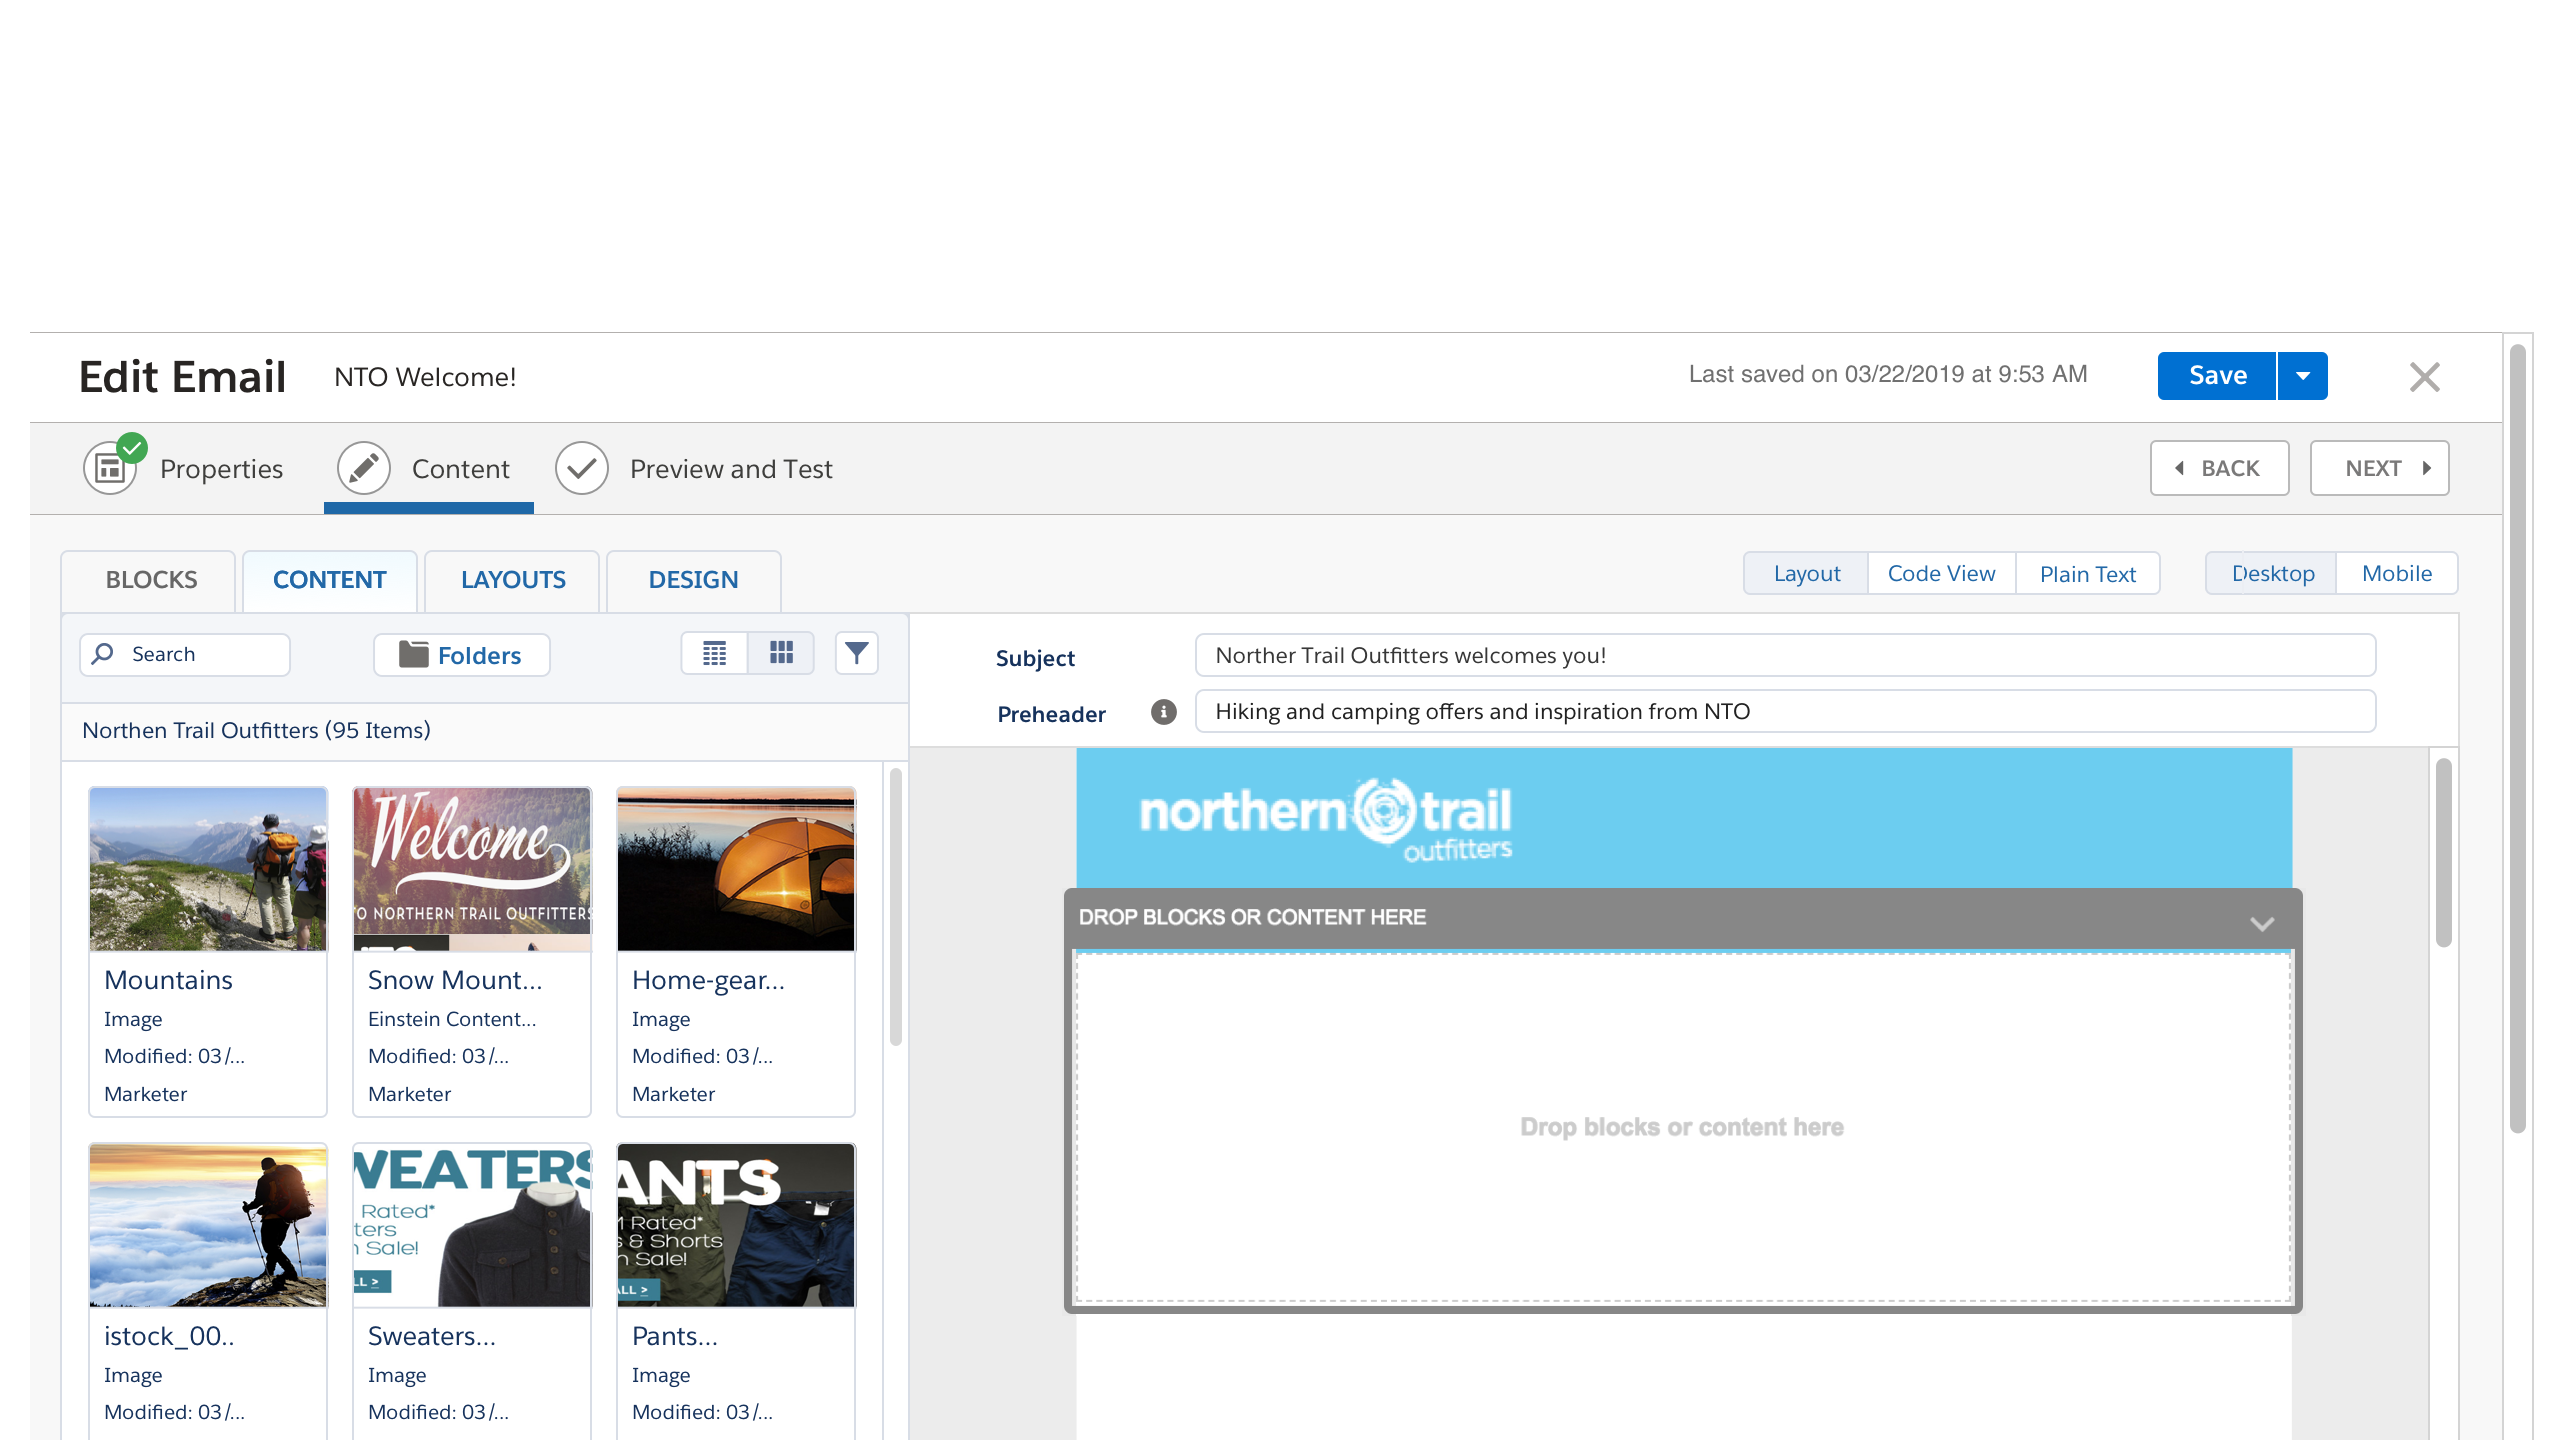 Edit Email NTO Welcome! Last saved on 03/22/2019 at 9:53 AM Save
Properties Content Preview and Test BACK NEXT
BLOCKS CONTENT LAYOUTS DESIGN Layout Code View Plain Text Desktop Mobile
Search Folders
Subject Norther Trail Outfitters welcomes you!
Preheader Hiking and camping offers and inspiration from NTO
Northen Trail Outfitters (95 Items)
northern trail
outfitters
DROP BLOCKS OR CONTENT HERE
Drop blocks or content here
Welcome
O NORTHERN TRAIL OUTFITTERS
Mountains
Image
Modified: 03/...
Marketer
Snow Mount...
Einstein Content...
Modified: 03/...
Marketer
Home-gear...
Image
Modified: 03/...
Marketer
istock_00..
Image
Modified: 03/...
WEATERS
Rated*
ters
n Sale!
LL >
Sweaters...
Image
Modified: 03/...
ANTS
M Rated*
s & Shorts
n Sale!
ALL >
Pants...
Image
Modified: 03/...